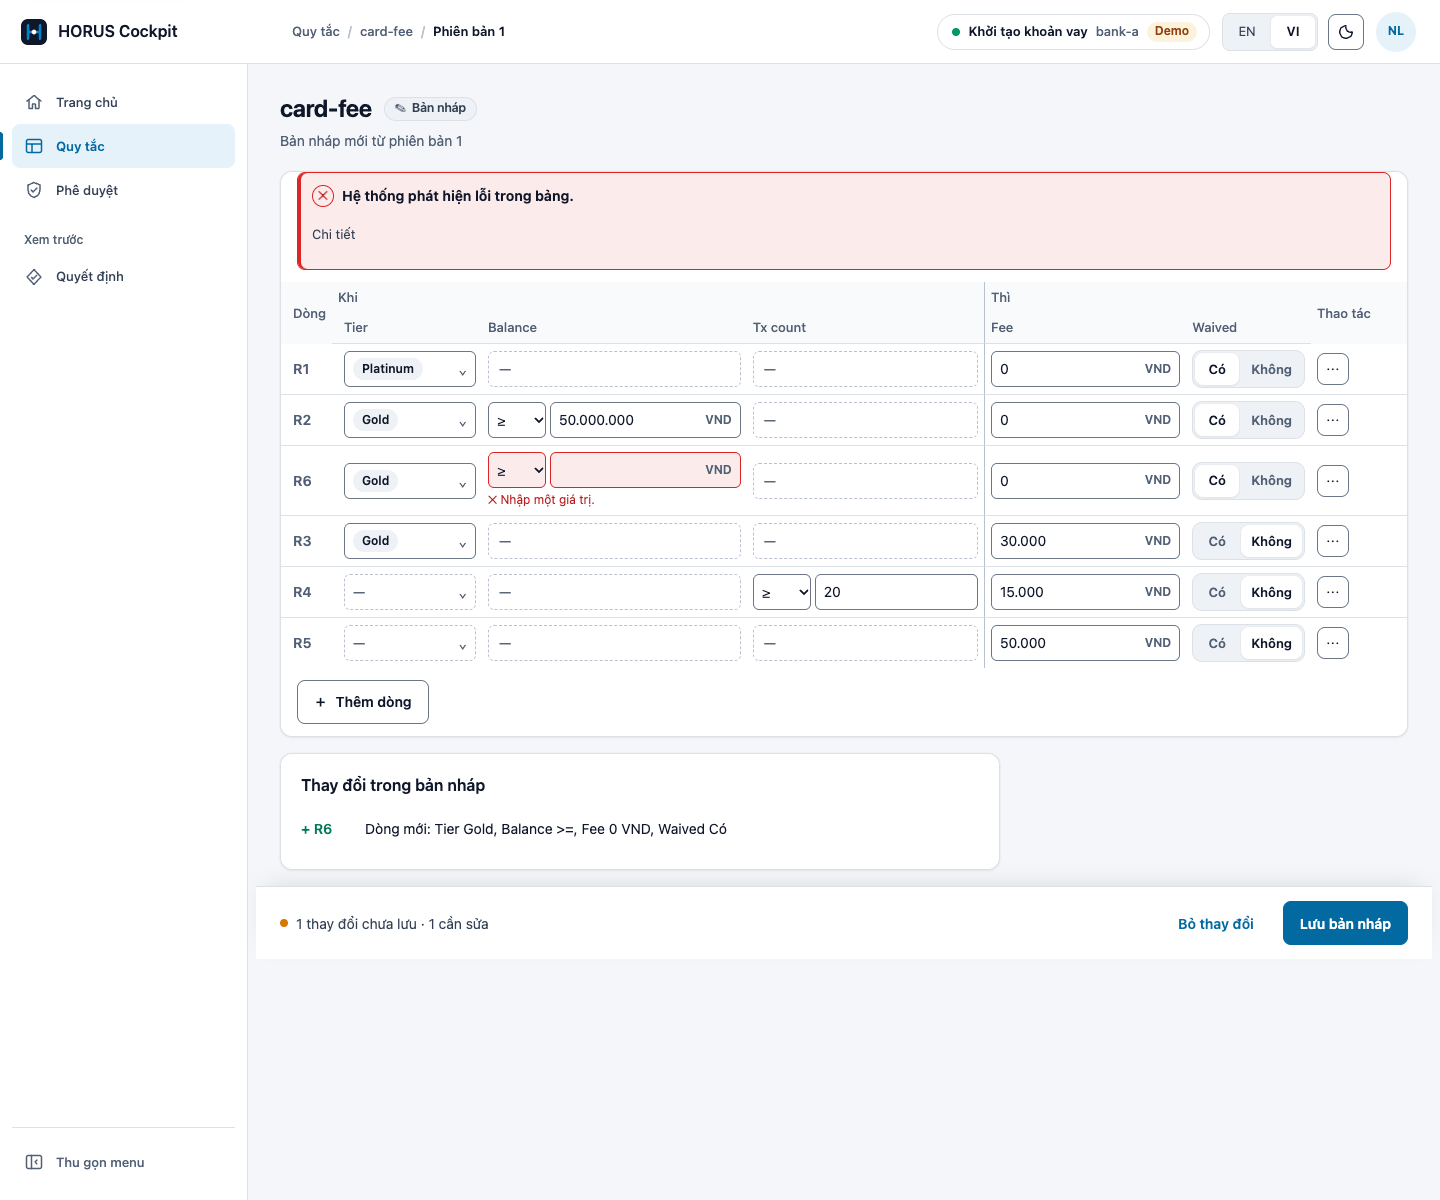 HORUS Cockpit
Quy tắc / card-fee / Phiên bản 1
Khởi tạo khoản vay bank-a Demo
EN VI
NL
Trang chủ
Quy tắc
Phê duyệt
Xem trước
Quyết định
Thu gọn menu
card-fee
✎ Bản nháp
Bản nháp mới từ phiên bản 1
Hệ thống phát hiện lỗi trong bảng.
Chi tiết
Dòng Khi Thì Thao tác
Tier Balance Tx count Fee Waived
R1 Platinum — — 0 VND Có Không ···
R2 Gold ≥ 50.000.000 VND — 0 VND Có Không ···
R6 Gold ≥ VND — 0 VND Có Không ···
✕ Nhập một giá trị.
R3 Gold — — 30.000 VND Có Không ···
R4 — — ≥ 20 15.000 VND Có Không ···
R5 — — — 50.000 VND Có Không ···
+ Thêm dòng
Thay đổi trong bản nháp
+ R6 Dòng mới: Tier Gold, Balance >=, Fee 0 VND, Waived Có
1 thay đổi chưa lưu · 1 cần sửa
Bỏ thay đổi
Lưu bản nháp